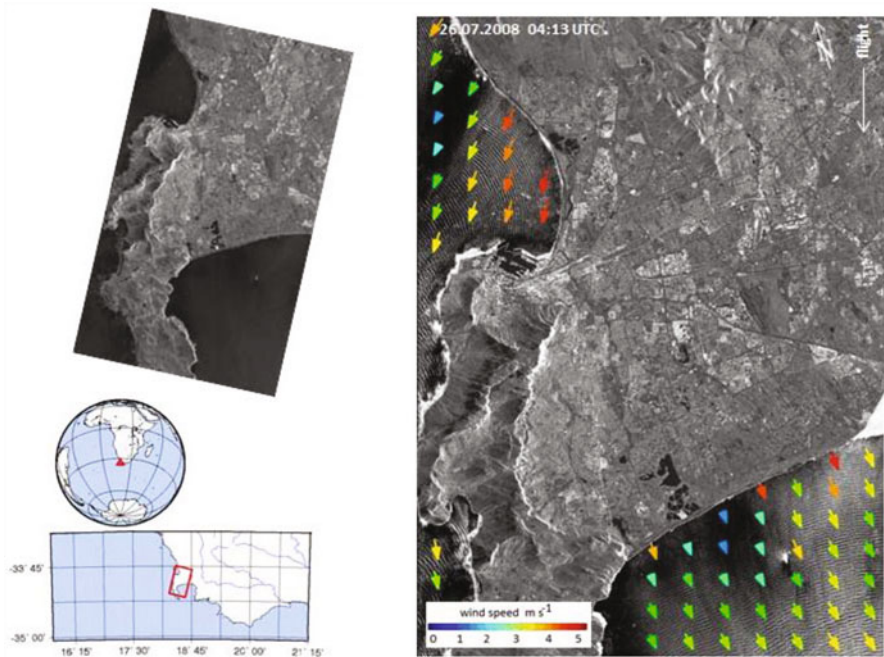 26.07.2008 04:13 UTC
flight
wind speed m s⁻¹
0 1 2 3 4 5
-33° 45'
-35° 00'
16° 15' 17° 30' 18° 45' 20° 00' 21° 15'